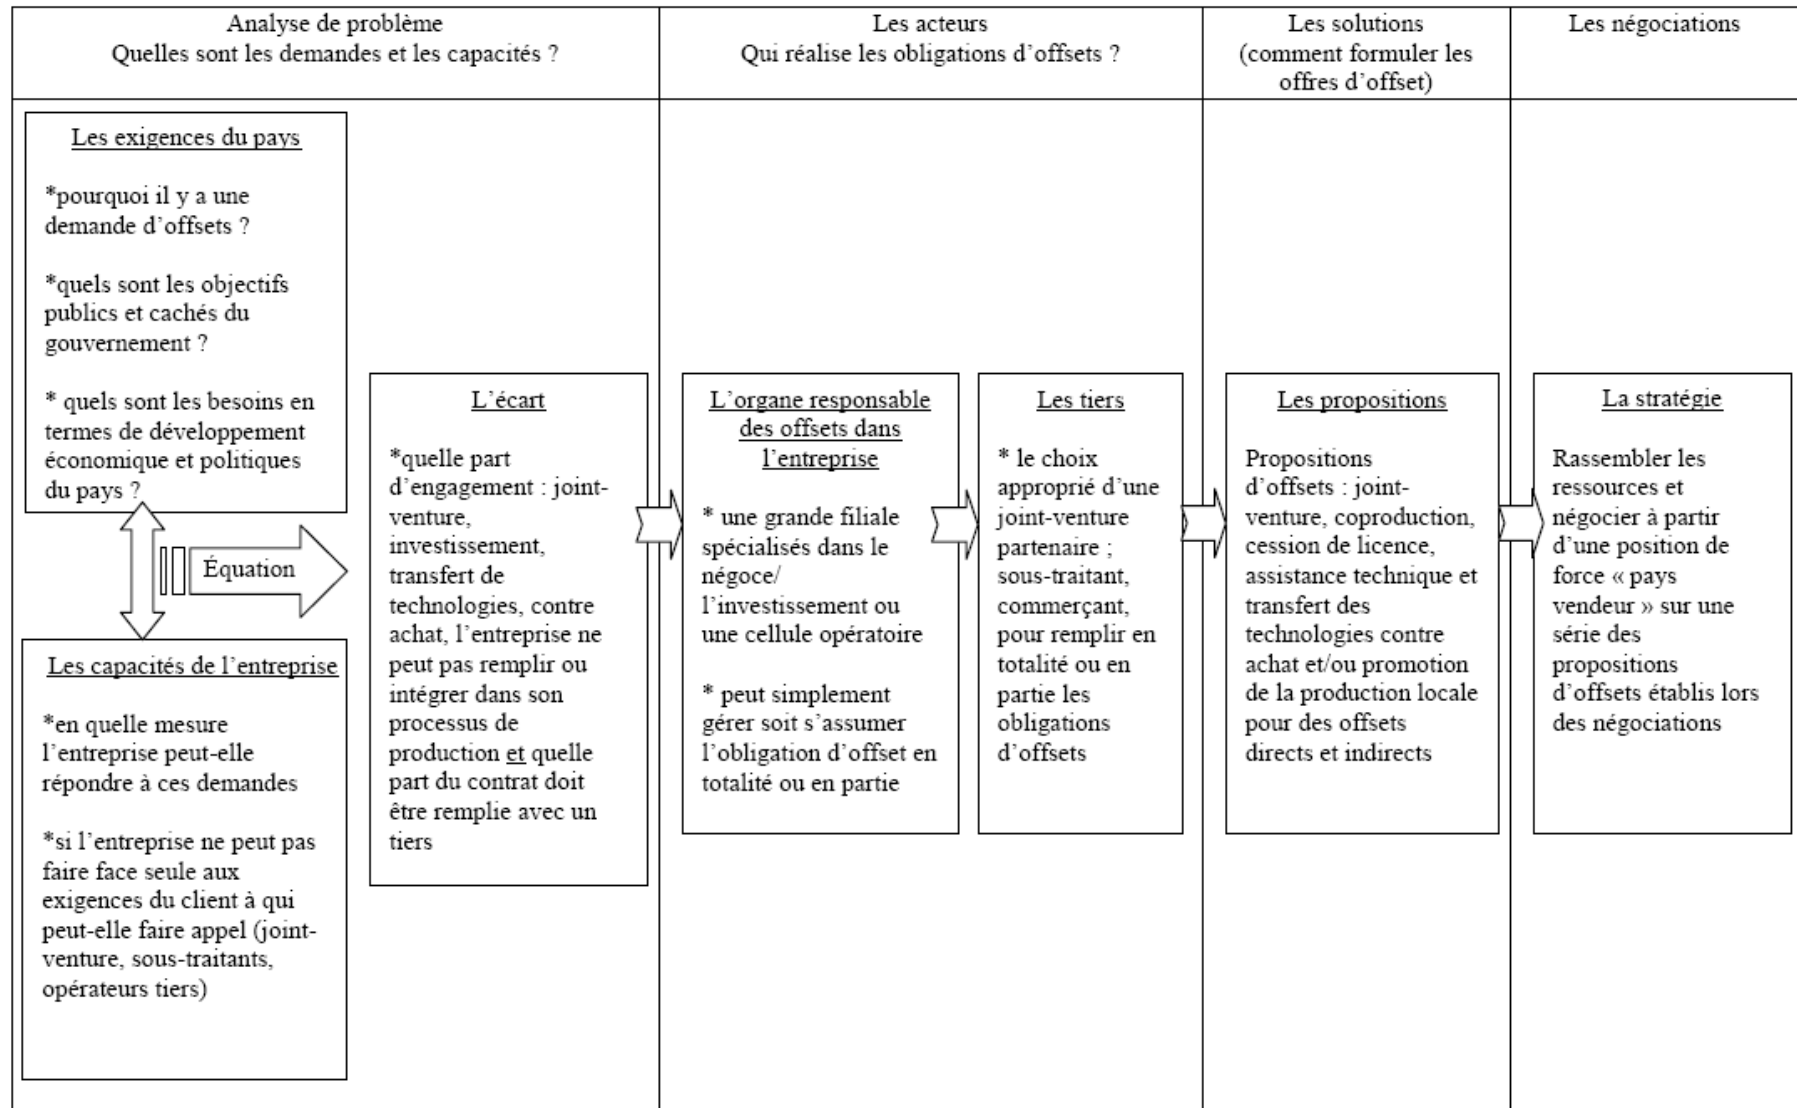 Analyse de problème
Quelles sont les demandes et les capacités ?
Les acteurs
Qui réalise les obligations d’offsets ?
Les solutions
(comment formuler les
offres d’offset)
Les négociations
Les exigences du pays
*pourquoi il y a une
demande d’offsets ?
*quels sont les objectifs
publics et cachés du
gouvernement ?
* quels sont les besoins en
termes de développement
économique et politiques
du pays ?
Équation
Les capacités de l’entreprise
*en quelle mesure
l’entreprise peut-elle
répondre à ces demandes
*si l’entreprise ne peut pas
faire face seule aux
exigences du client à qui
peut-elle faire appel (joint-
venture, sous-traitants,
opérateurs tiers)
L’écart
*quelle part
d’engagement : joint-
venture,
investissement,
transfert de
technologies, contre
achat, l’entreprise ne
peut pas remplir ou
intégrer dans son
processus de
production et quelle
part du contrat doit
être remplie avec un
tiers
L’organe responsable
des offsets dans
l’entreprise
* une grande filiale
spécialisés dans le
négoce/
l’investissement ou
une cellule opératoire
* peut simplement
gérer soit s’assumer
l’obligation d’offset en
totalité ou en partie
Les tiers
* le choix
approprié d’une
joint-venture
partenaire ;
sous-traitant,
commerçant,
pour remplir en
totalité ou en
partie les
obligations
d’offsets
Les propositions
Propositions
d’offsets : joint-
venture, coproduction,
cession de licence,
assistance technique et
transfert des
technologies contre
achat et/ou promotion
de la production locale
pour des offsets
directs et indirects
La stratégie
Rassembler les
ressources et
négocier à partir
d’une position de
force « pays
vendeur » sur une
série des
propositions
d’offsets établis lors
des négociations